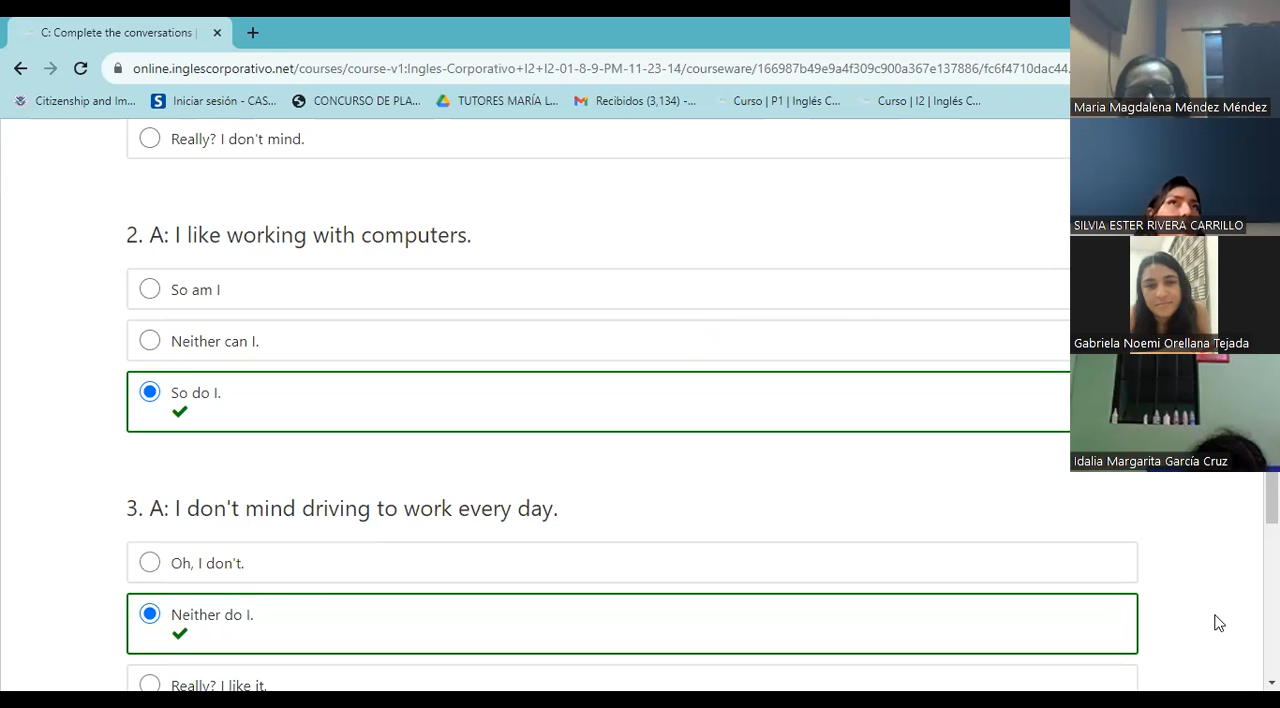 C: Complete the conversations |
online.inglescorporativo.net/courses/course-v1:Ingles-Corporativo+I2+I2-01-8-9-PM-11-23-14/courseware/166987b49e9a4f309c900a367e137886/fc6f4710dac44...
Citizenship and Im...
Iniciar sesión - CAS...
CONCURSO DE PLA...
TUTORES MARÍA L...
Recibidos (3,134) -...
Curso | P1 | Inglés C...
Curso | I2 | Inglés C...
Really? I don't mind.
2. A: I like working with computers.
So am I
Neither can I.
So do I.
3. A: I don't mind driving to work every day.
Oh, I don't.
Neither do I.
Really? I like it.
Maria Magdalena Méndez Méndez
SILVIA ESTER RIVERA CARRILLO
Gabriela Noemi Orellana Tejada
Idalia Margarita García Cruz